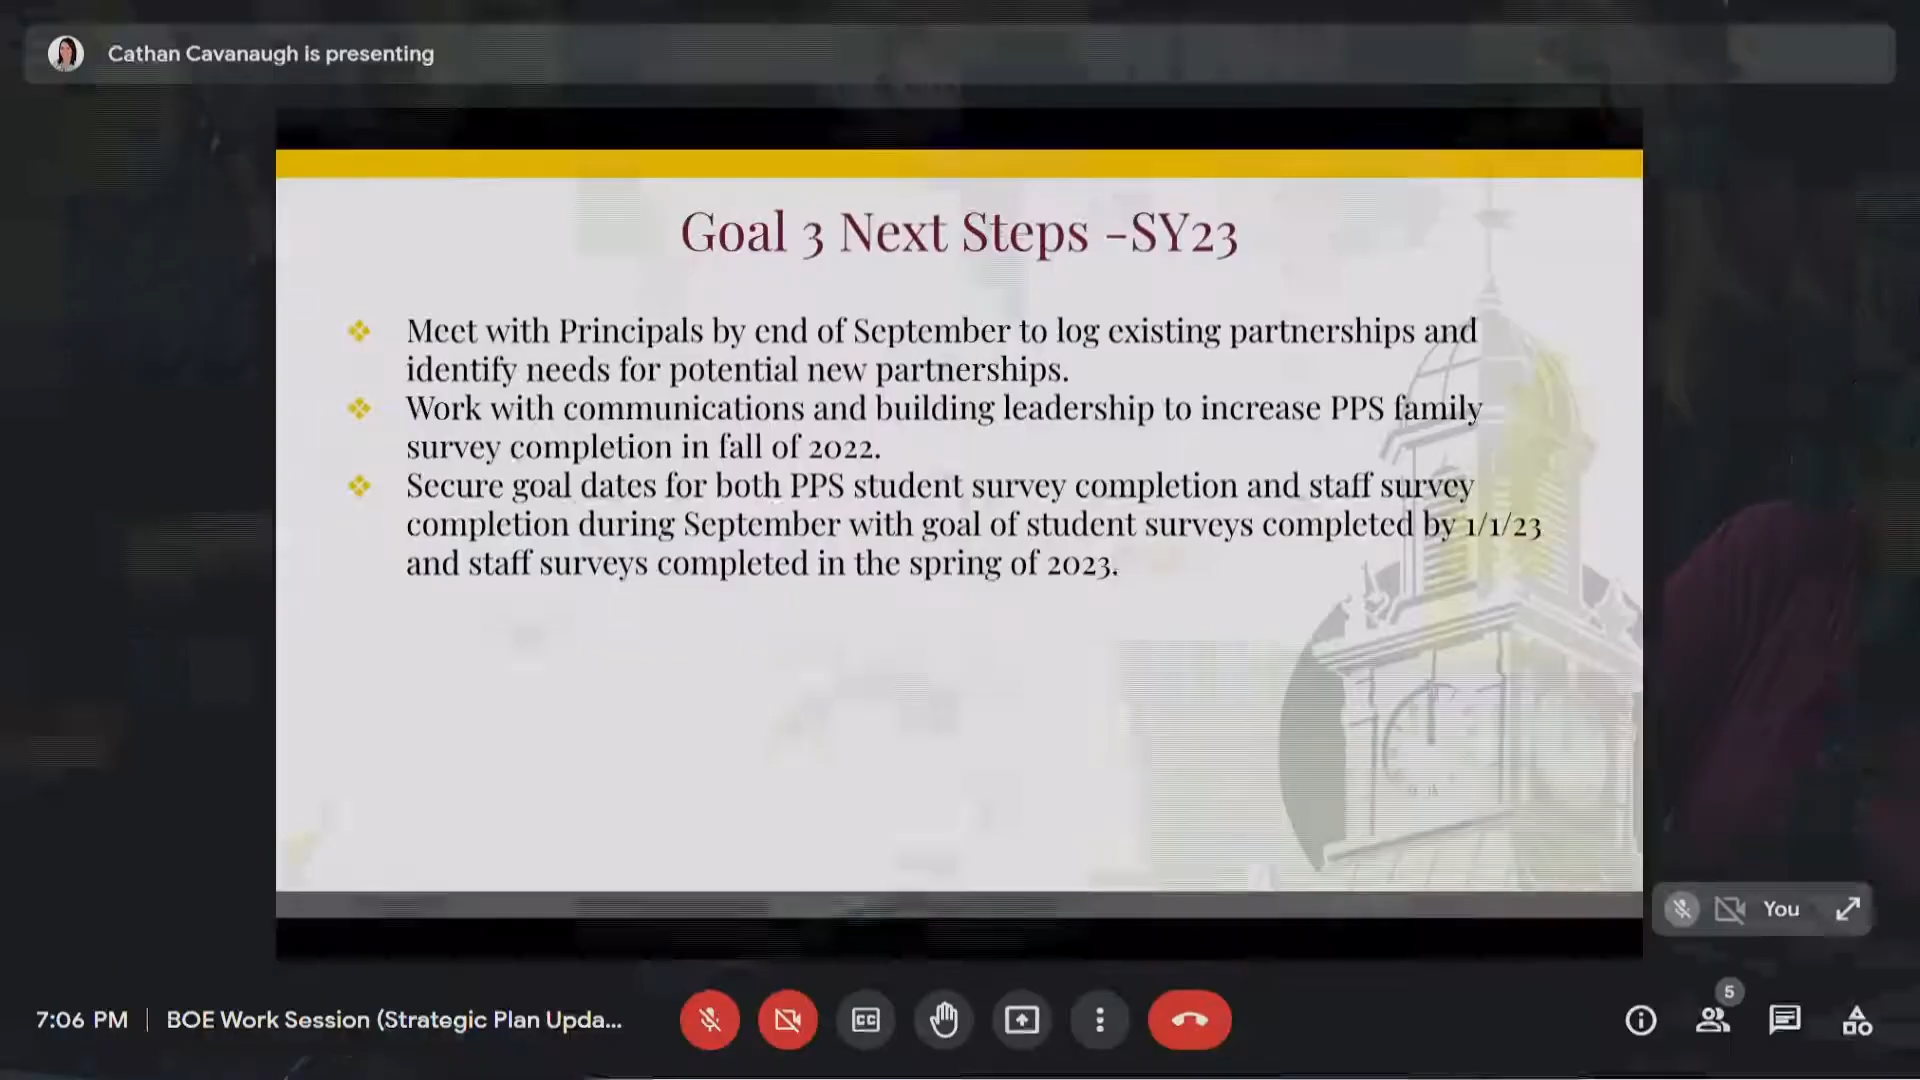 Cathan Cavanaugh is presenting
Goal 3 Next Steps -SY23
❖ Meet with Principals by end of September to log existing partnerships and
identify needs for potential new partnerships.
❖ Work with communications and building leadership to increase PPS family
survey completion in fall of 2022.
❖ Secure goal dates for both PPS student survey completion and staff survey
completion during September with goal of student surveys completed by 1/1/23
and staff surveys completed in the spring of 2023.
You
5
7:06 PM | BOE Work Session (Strategic Plan Upda...
CC